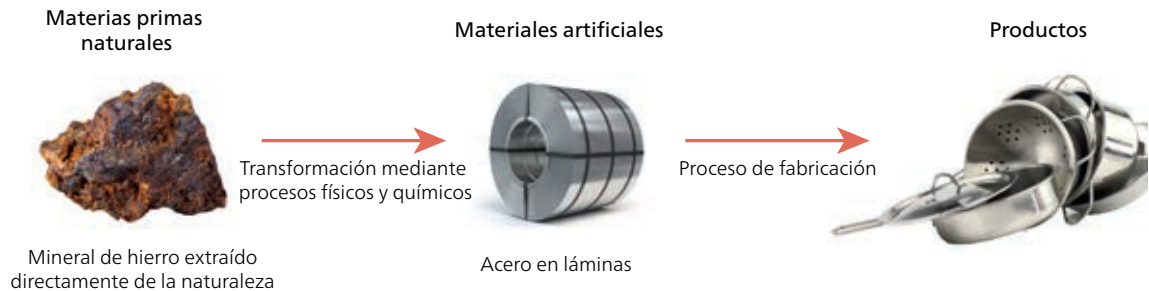 Materias primas
naturales
Materiales artificiales
Productos
Transformación mediante
procesos físicos y químicos
Proceso de fabricación
Mineral de hierro extraído
directamente de la naturaleza
Acero en láminas